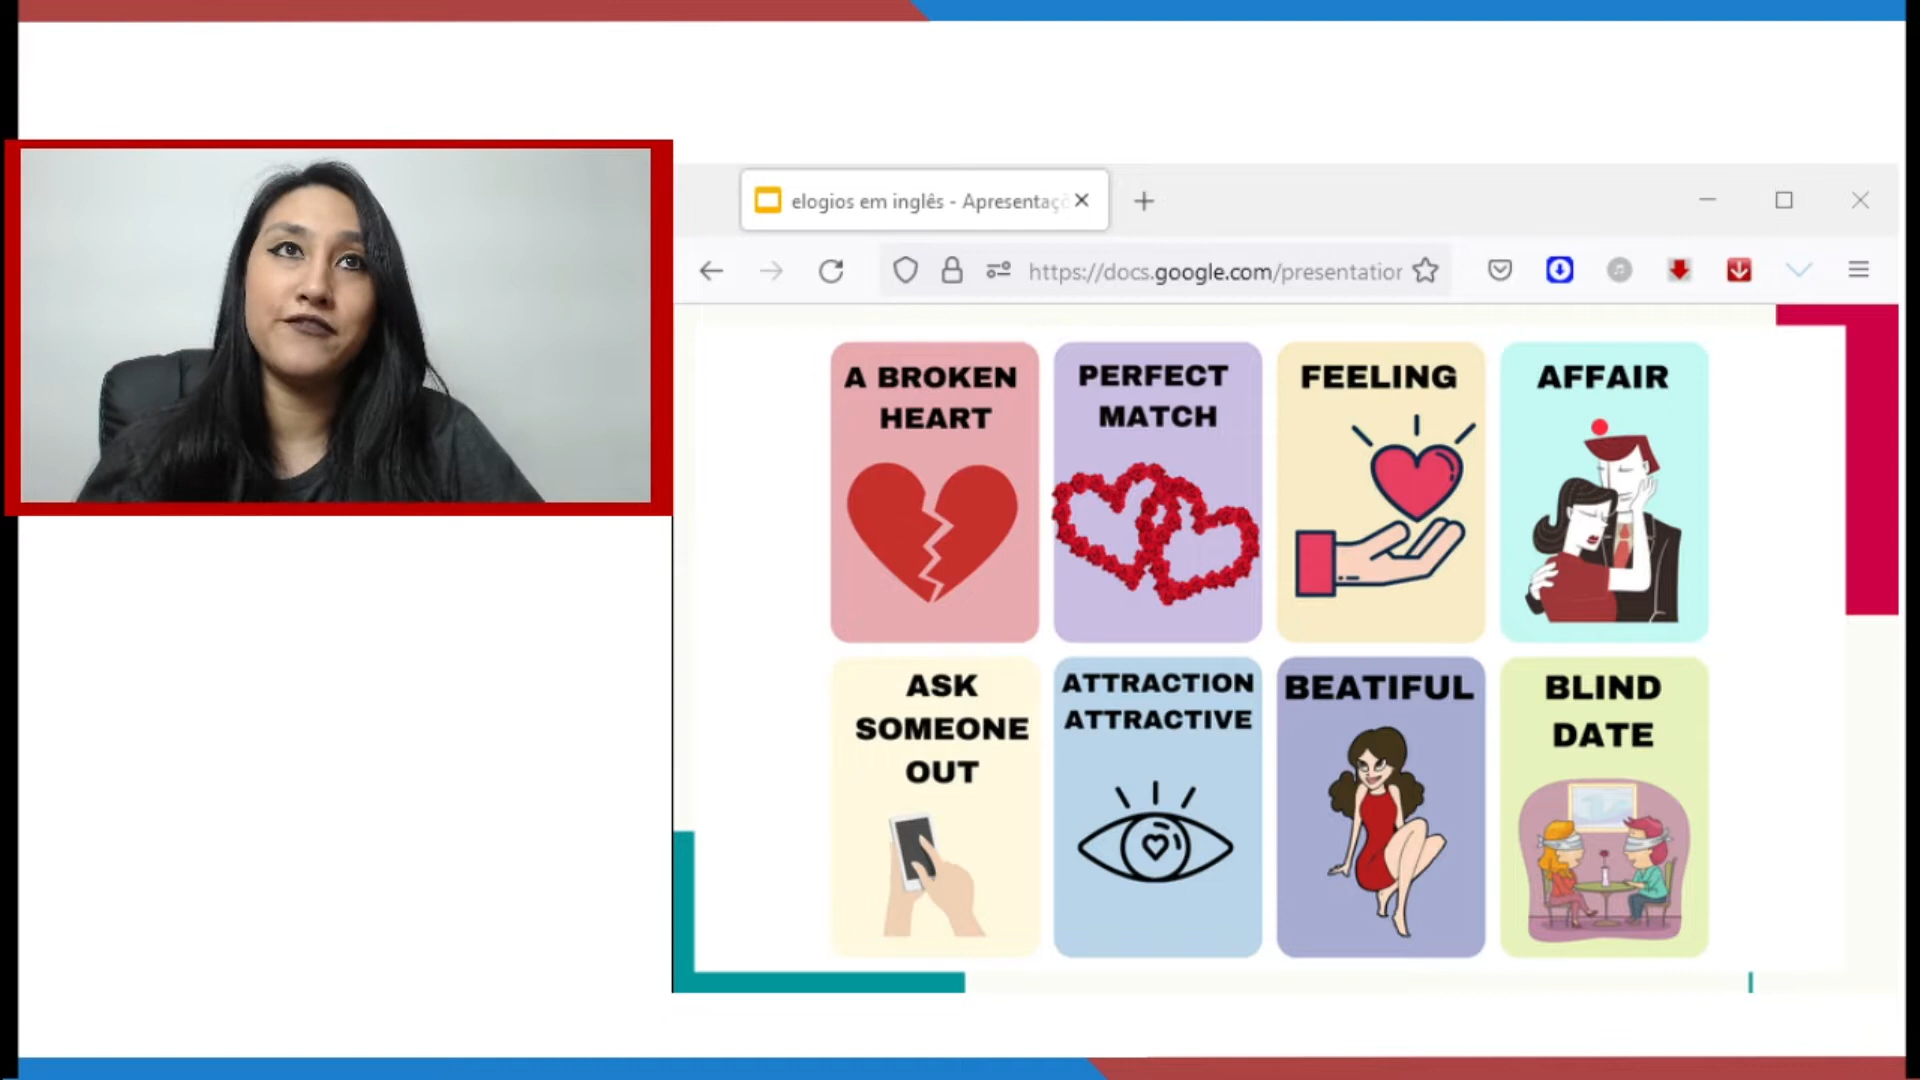 elogios em inglês - Apresentaç
https://docs.google.com/presentation
A BROKEN
HEART
PERFECT
MATCH
FEELING
AFFAIR
ASK
SOMEONE
OUT
ATTRACTION
ATTRACTIVE
BEATIFUL
BLIND
DATE